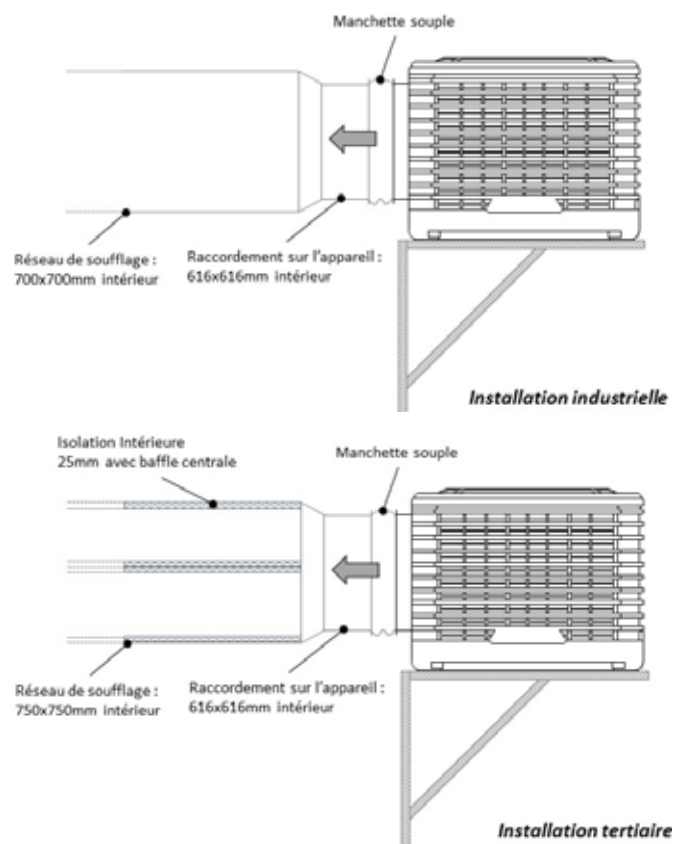 Manchette souple
Réseau de soufflage :
700x700mm intérieur
Raccordement sur l'appareil :
616x616mm intérieur
Installation industrielle
Isolation Intérieure
25mm avec baffle centrale
Manchette souple
Réseau de soufflage :
750x750mm intérieur
Raccordement sur l'appareil :
616x616mm intérieur
Installation tertiaire